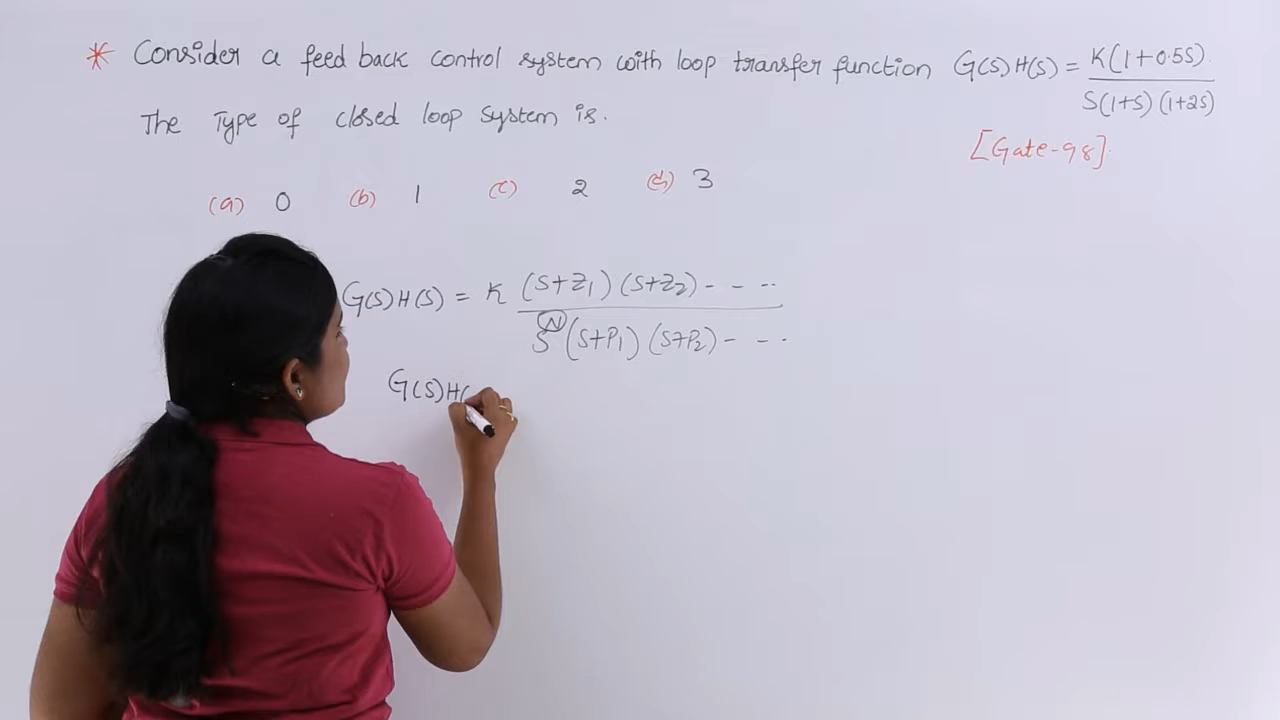 * Consider a feed back control system with loop transfer function G(S) H(S) = K(1+0.5S) / S(1+S) (1+2S)
The Type of closed loop system is.
[Gate-98].
(a) 0 (b) 1 (c) 2 (d) 3
G(S) H(S) = K (S+Z1) (S+Z2) - - -- / S^N (S+P1) (S+P2) - - --
G(S) H(